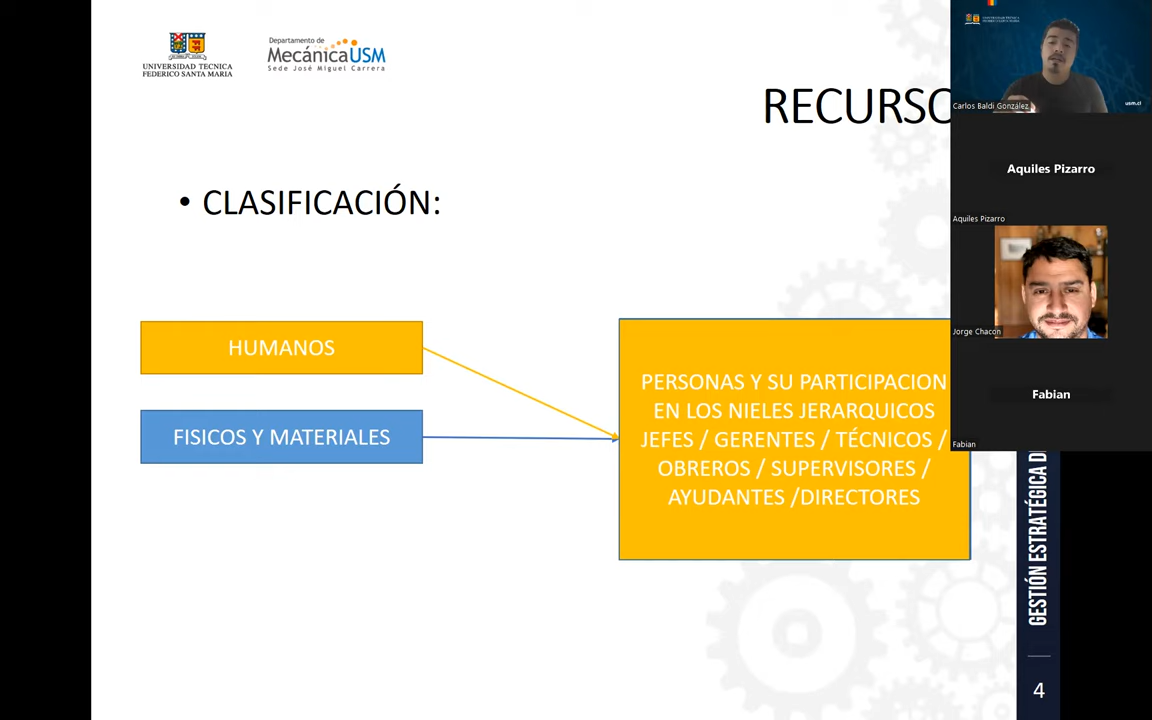 UNIVERSIDAD TECNICA
FEDERICO SANTA MARIA
Departamento de
MecánicaUSM
Sede José Miguel Carrera
RECURSO
• CLASIFICACIÓN:
HUMANOS
FISICOS Y MATERIALES
PERSONAS Y SU PARTICIPACION
EN LOS NIELES JERARQUICOS
JEFES / GERENTES / TÉCNICOS /
OBREROS / SUPERVISORES /
AYUDANTES /DIRECTORES
GESTIÓN ESTRATÉGICA D
4
usm.cl
Carlos Baldi González
Aquiles Pizarro
Aquiles Pizarro
Jorge Chacon
Fabian
Fabian